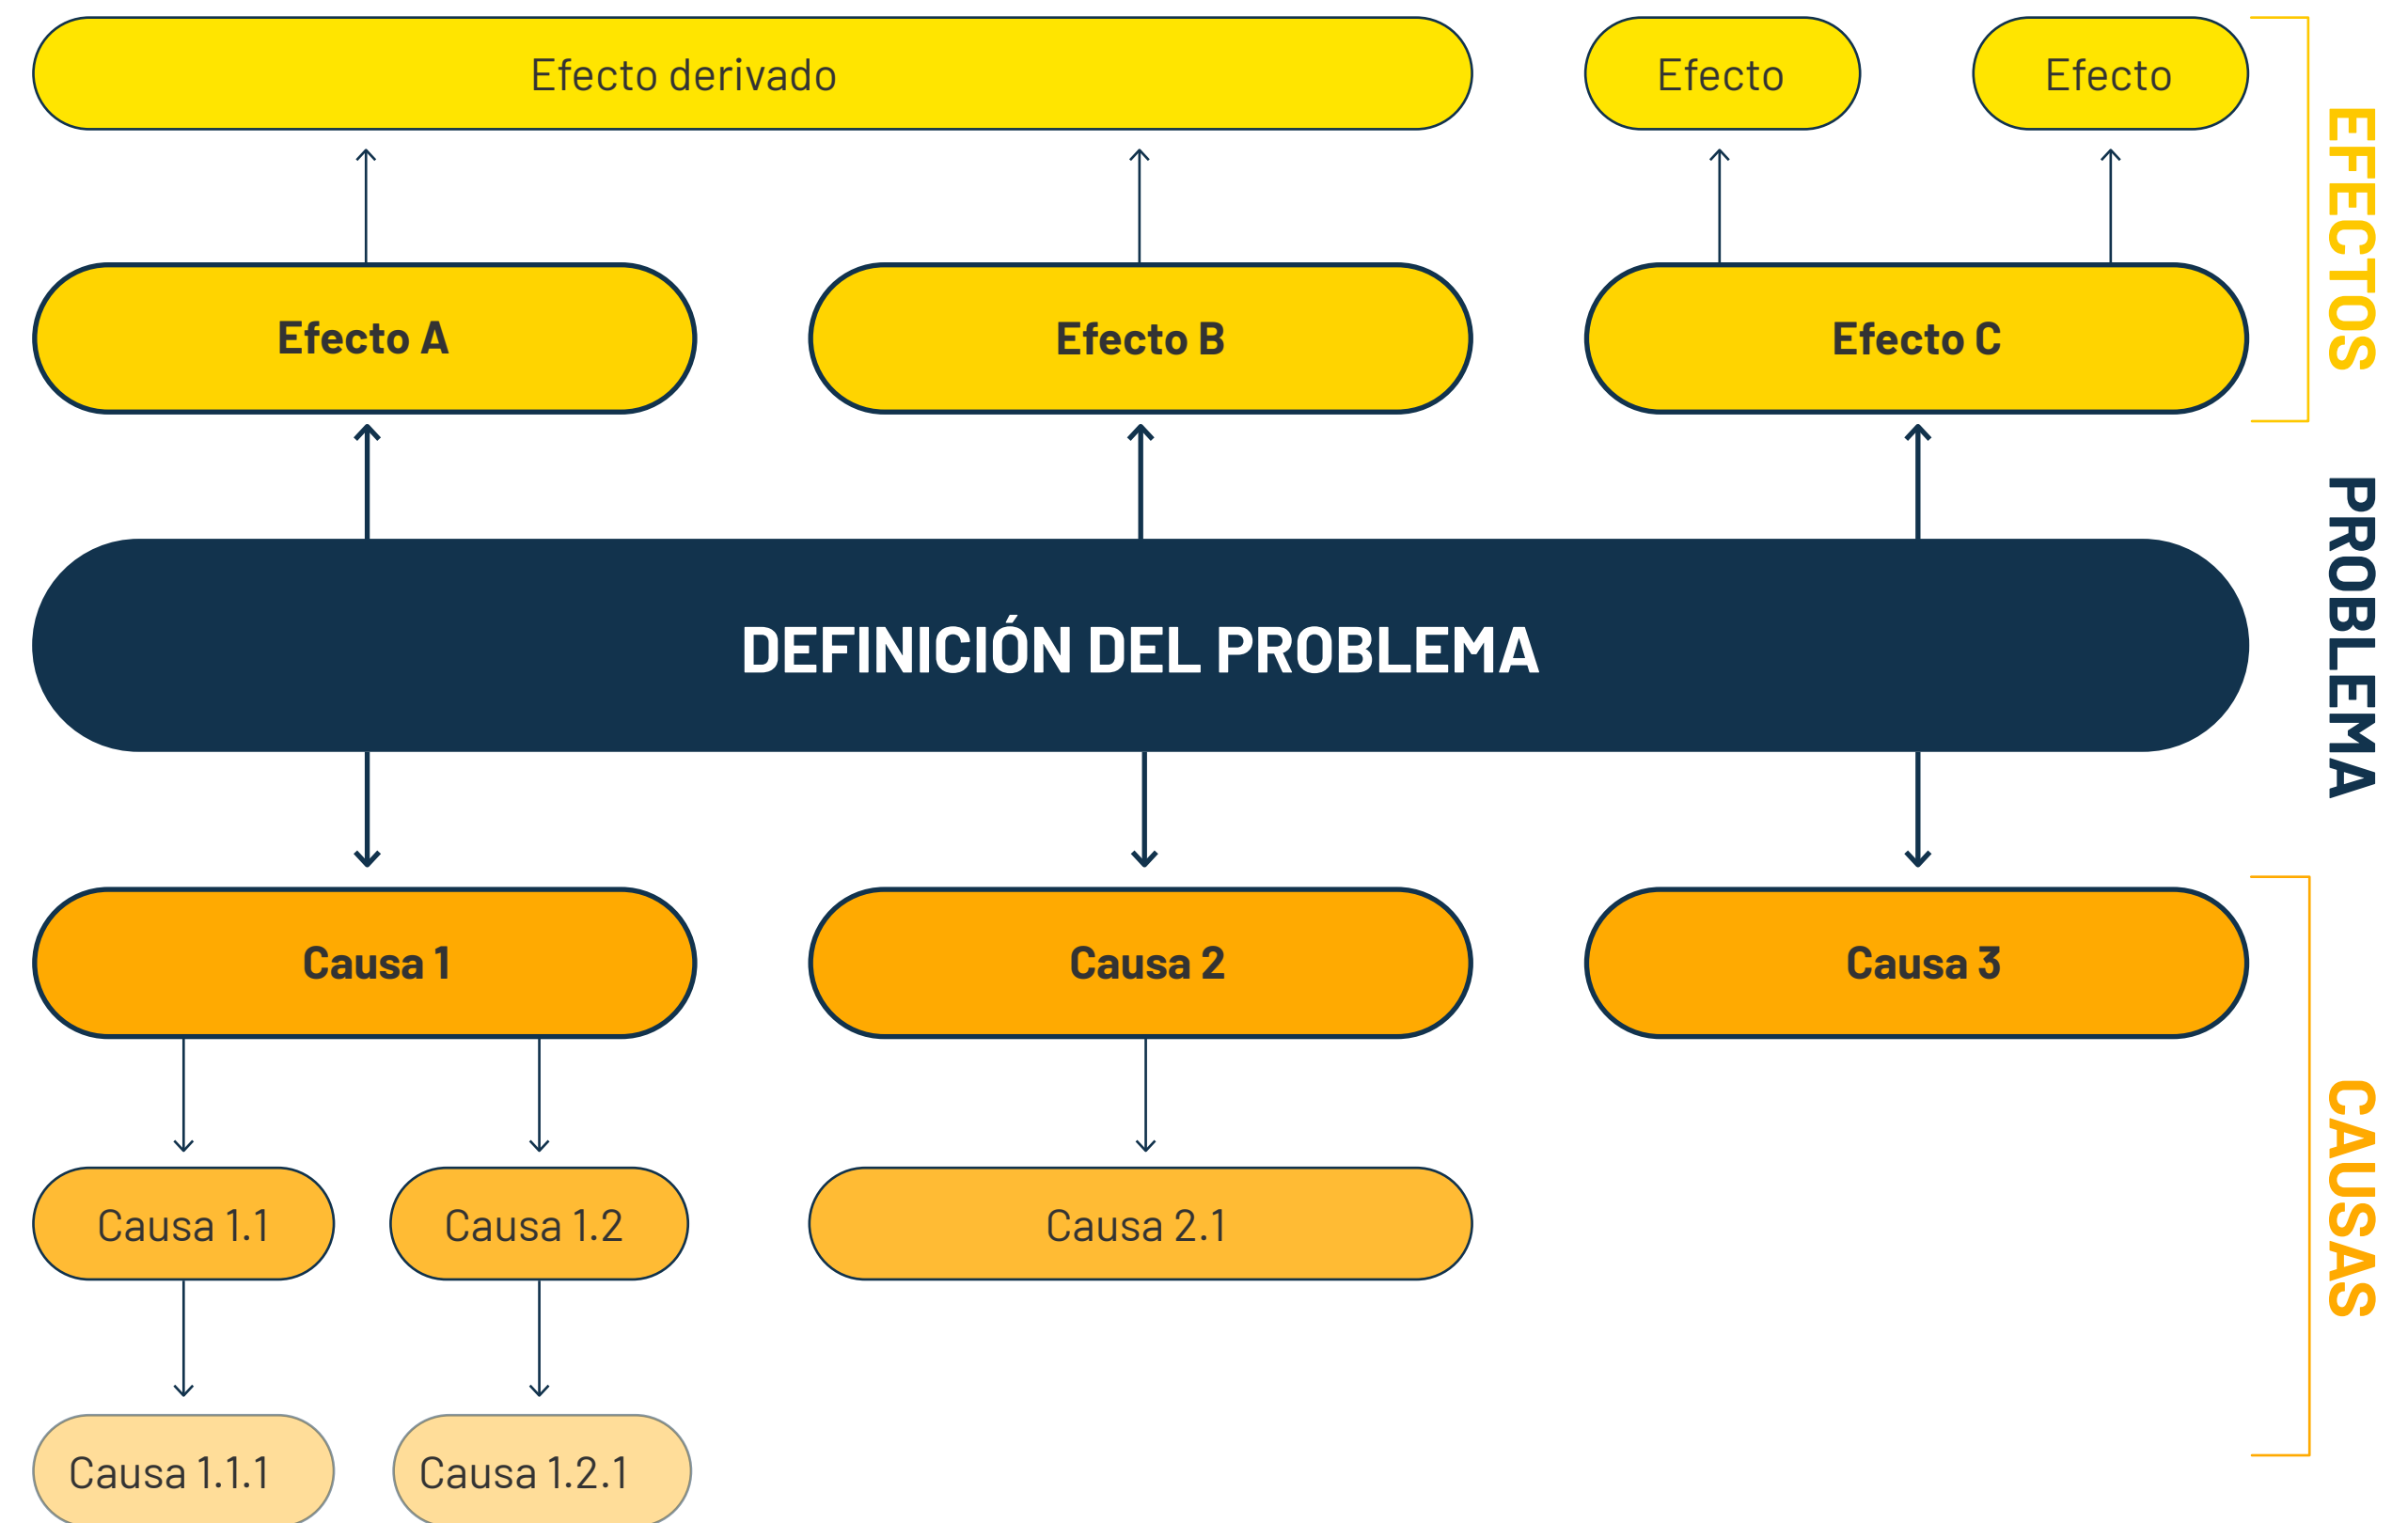 Efecto derivado
Efecto
Efecto
Efecto A
Efecto B
Efecto C
EFECTOS
DEFINICIÓN DEL PROBLEMA
PROBLEMA
Causa 1
Causa 2
Causa 3
Causa 1.1
Causa 1.2
Causa 2.1
CAUSAS
Causa 1.1.1
Causa 1.2.1